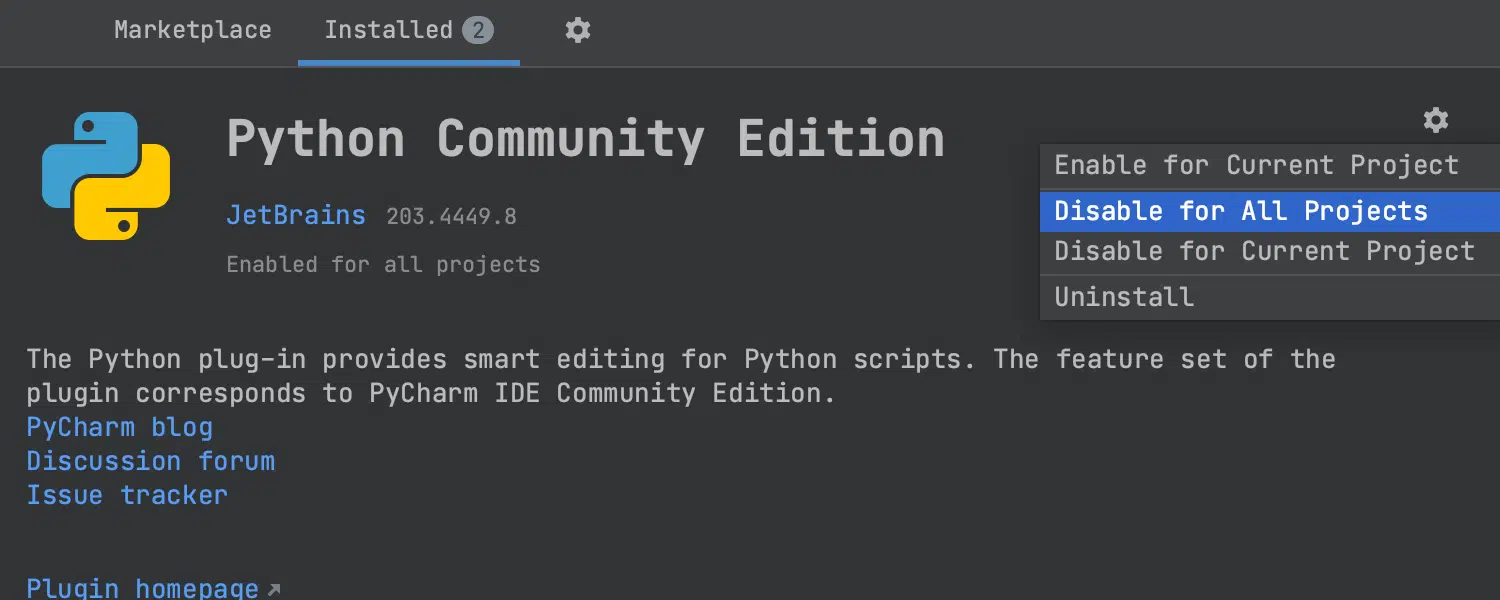 Marketplace Installed 2
Python Community Edition
JetBrains 203.4449.8
Enabled for all projects
Enable for Current Project
Disable for All Projects
Disable for Current Project
Uninstall
The Python plug-in provides smart editing for Python scripts. The feature set of the
plugin corresponds to PyCharm IDE Community Edition.
PyCharm blog
Discussion forum
Issue tracker
Plugin homepage ↗